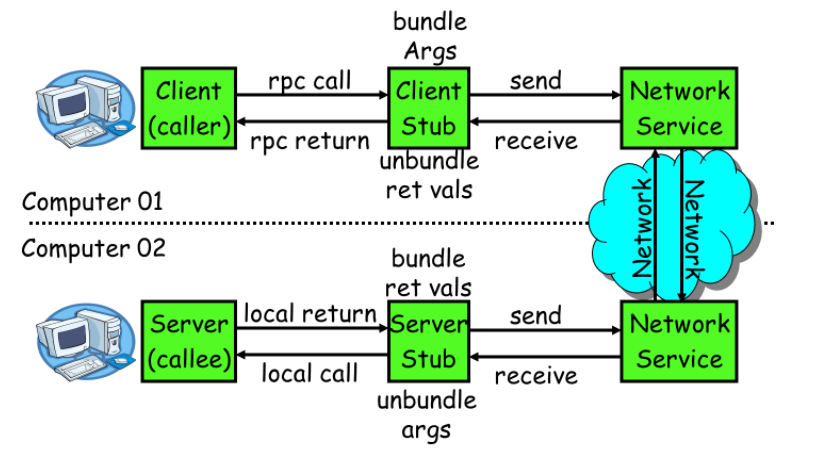 bundle
Args
Client
(caller)
rpc call
rpc return
Client
Stub
send
receive
Network
Service
unbundle
ret vals
Computer 01
Network
Network
Computer 02
bundle
ret vals
Server
(callee)
local return
local call
Server
Stub
send
receive
Network
Service
unbundle
args